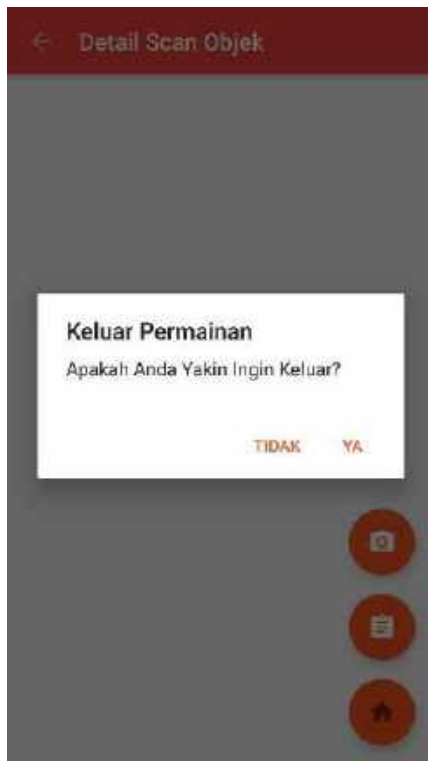 Detail Scan Objek
Keluar Permainan
Apakah Anda Yakin Ingin Keluar?
TIDAK YA